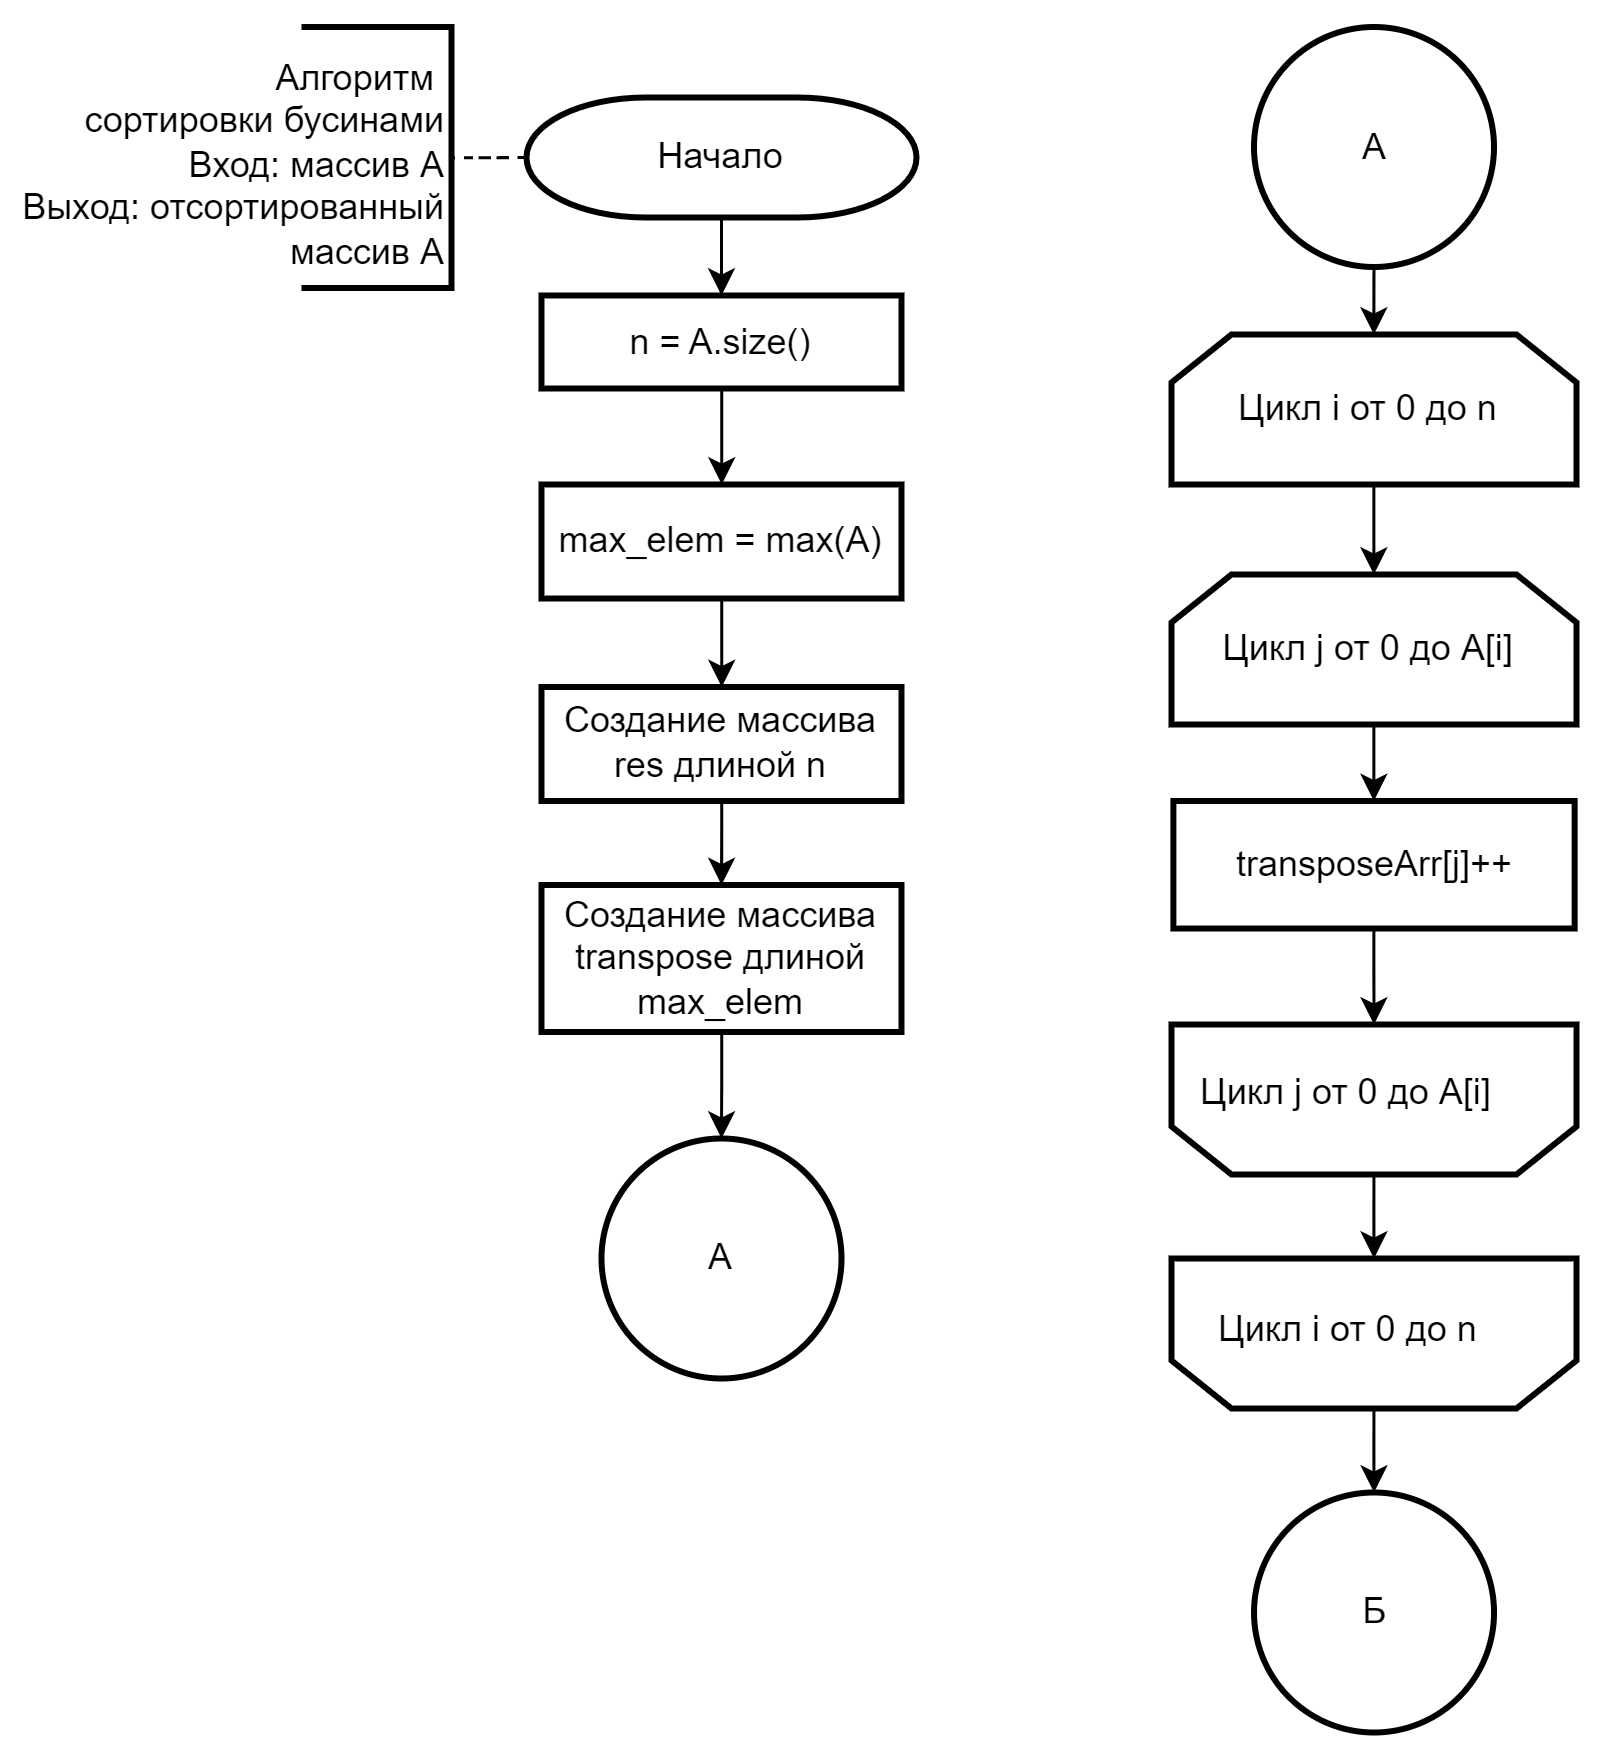 Алгоритм
сортировки бусинами
Вход: массив A
Выход: отсортированный
массив A
Начало
n = A.size()
max_elem = max(A)
Создание массива
res длиной n
Создание массива
transpose длиной
max_elem
А
А
Цикл i от 0 до n
Цикл j от 0 до A[i]
transposeArr[j]++
Цикл j от 0 до A[i]
Цикл i от 0 до n
Б